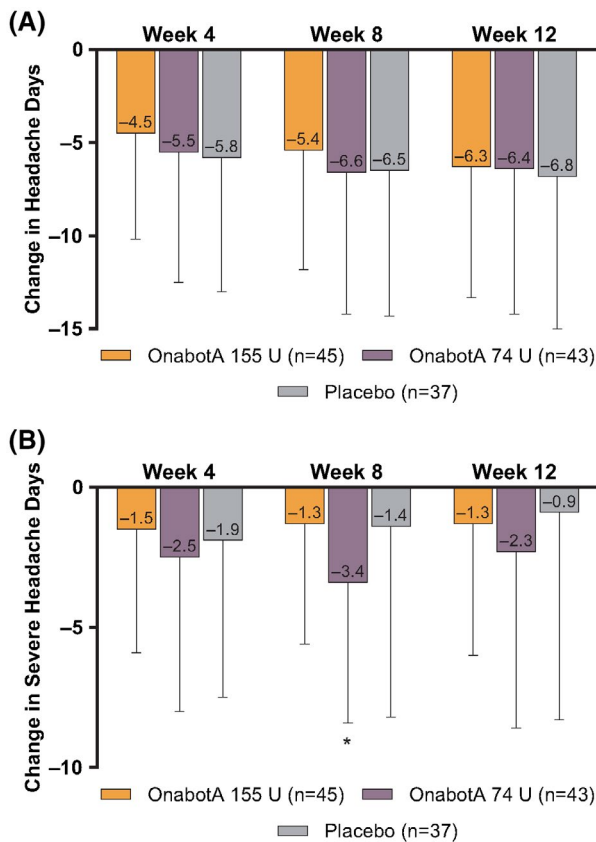 (A)
Week 4 Week 8 Week 12
Change in Headache Days
0
–5
–10
–15
–4.5 –5.5 –5.8 –5.4 –6.6 –6.5 –6.3 –6.4 –6.8
OnabotA 155 U (n=45) OnabotA 74 U (n=43)
Placebo (n=37)
(B)
Week 4 Week 8 Week 12
Change in Severe Headache Days
0
–5
–10
–1.5 –2.5 –1.9 –1.3 –3.4 –1.4 –1.3 –2.3 –0.9
*
OnabotA 155 U (n=45) OnabotA 74 U (n=43)
Placebo (n=37)